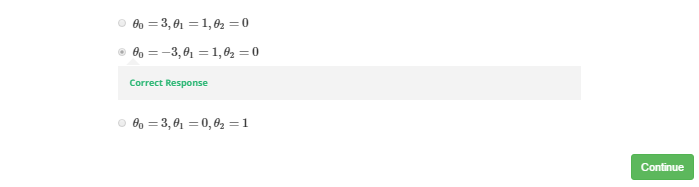 θ₀ = 3, θ₁ = 1, θ₂ = 0
θ₀ = −3, θ₁ = 1, θ₂ = 0
Correct Response
θ₀ = 3, θ₁ = 0, θ₂ = 1
Continue